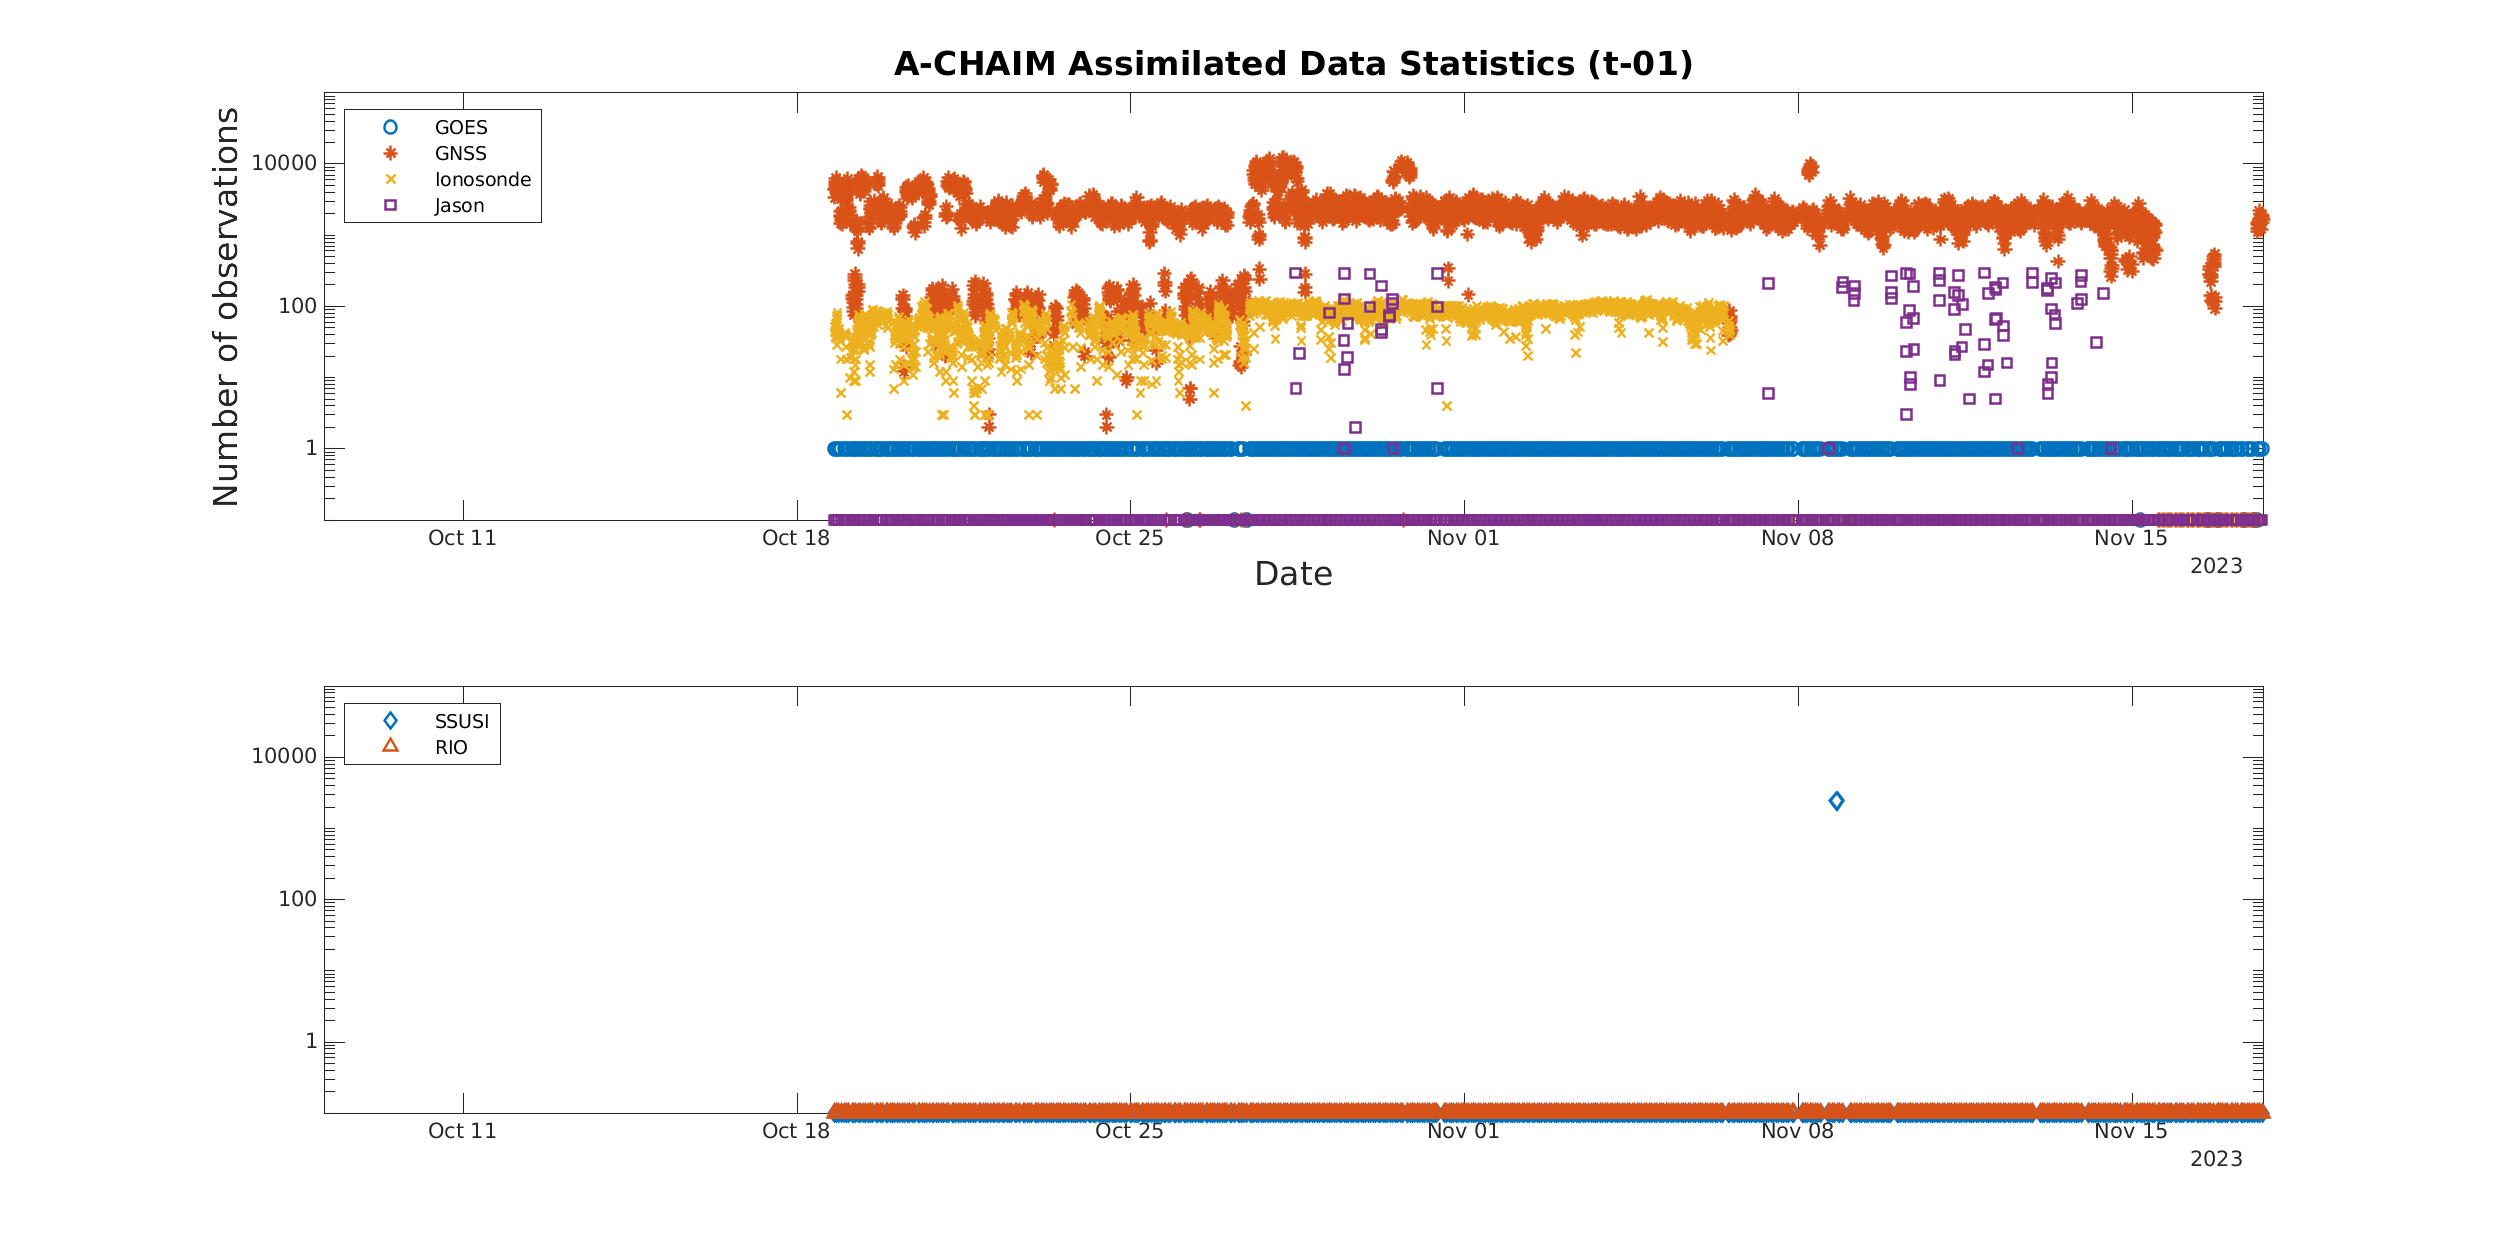 A-CHAIM Assimilated Data Statistics (t-01)
Number of observations
10000
100
1
GOES
GNSS
Ionosonde
Jason
Oct 11
Oct 18
Oct 25
Nov 01
Nov 08
Nov 15
2023
Date
10000
100
1
SSUSI
RIO
Oct 11
Oct 18
Oct 25
Nov 01
Nov 08
Nov 15
2023